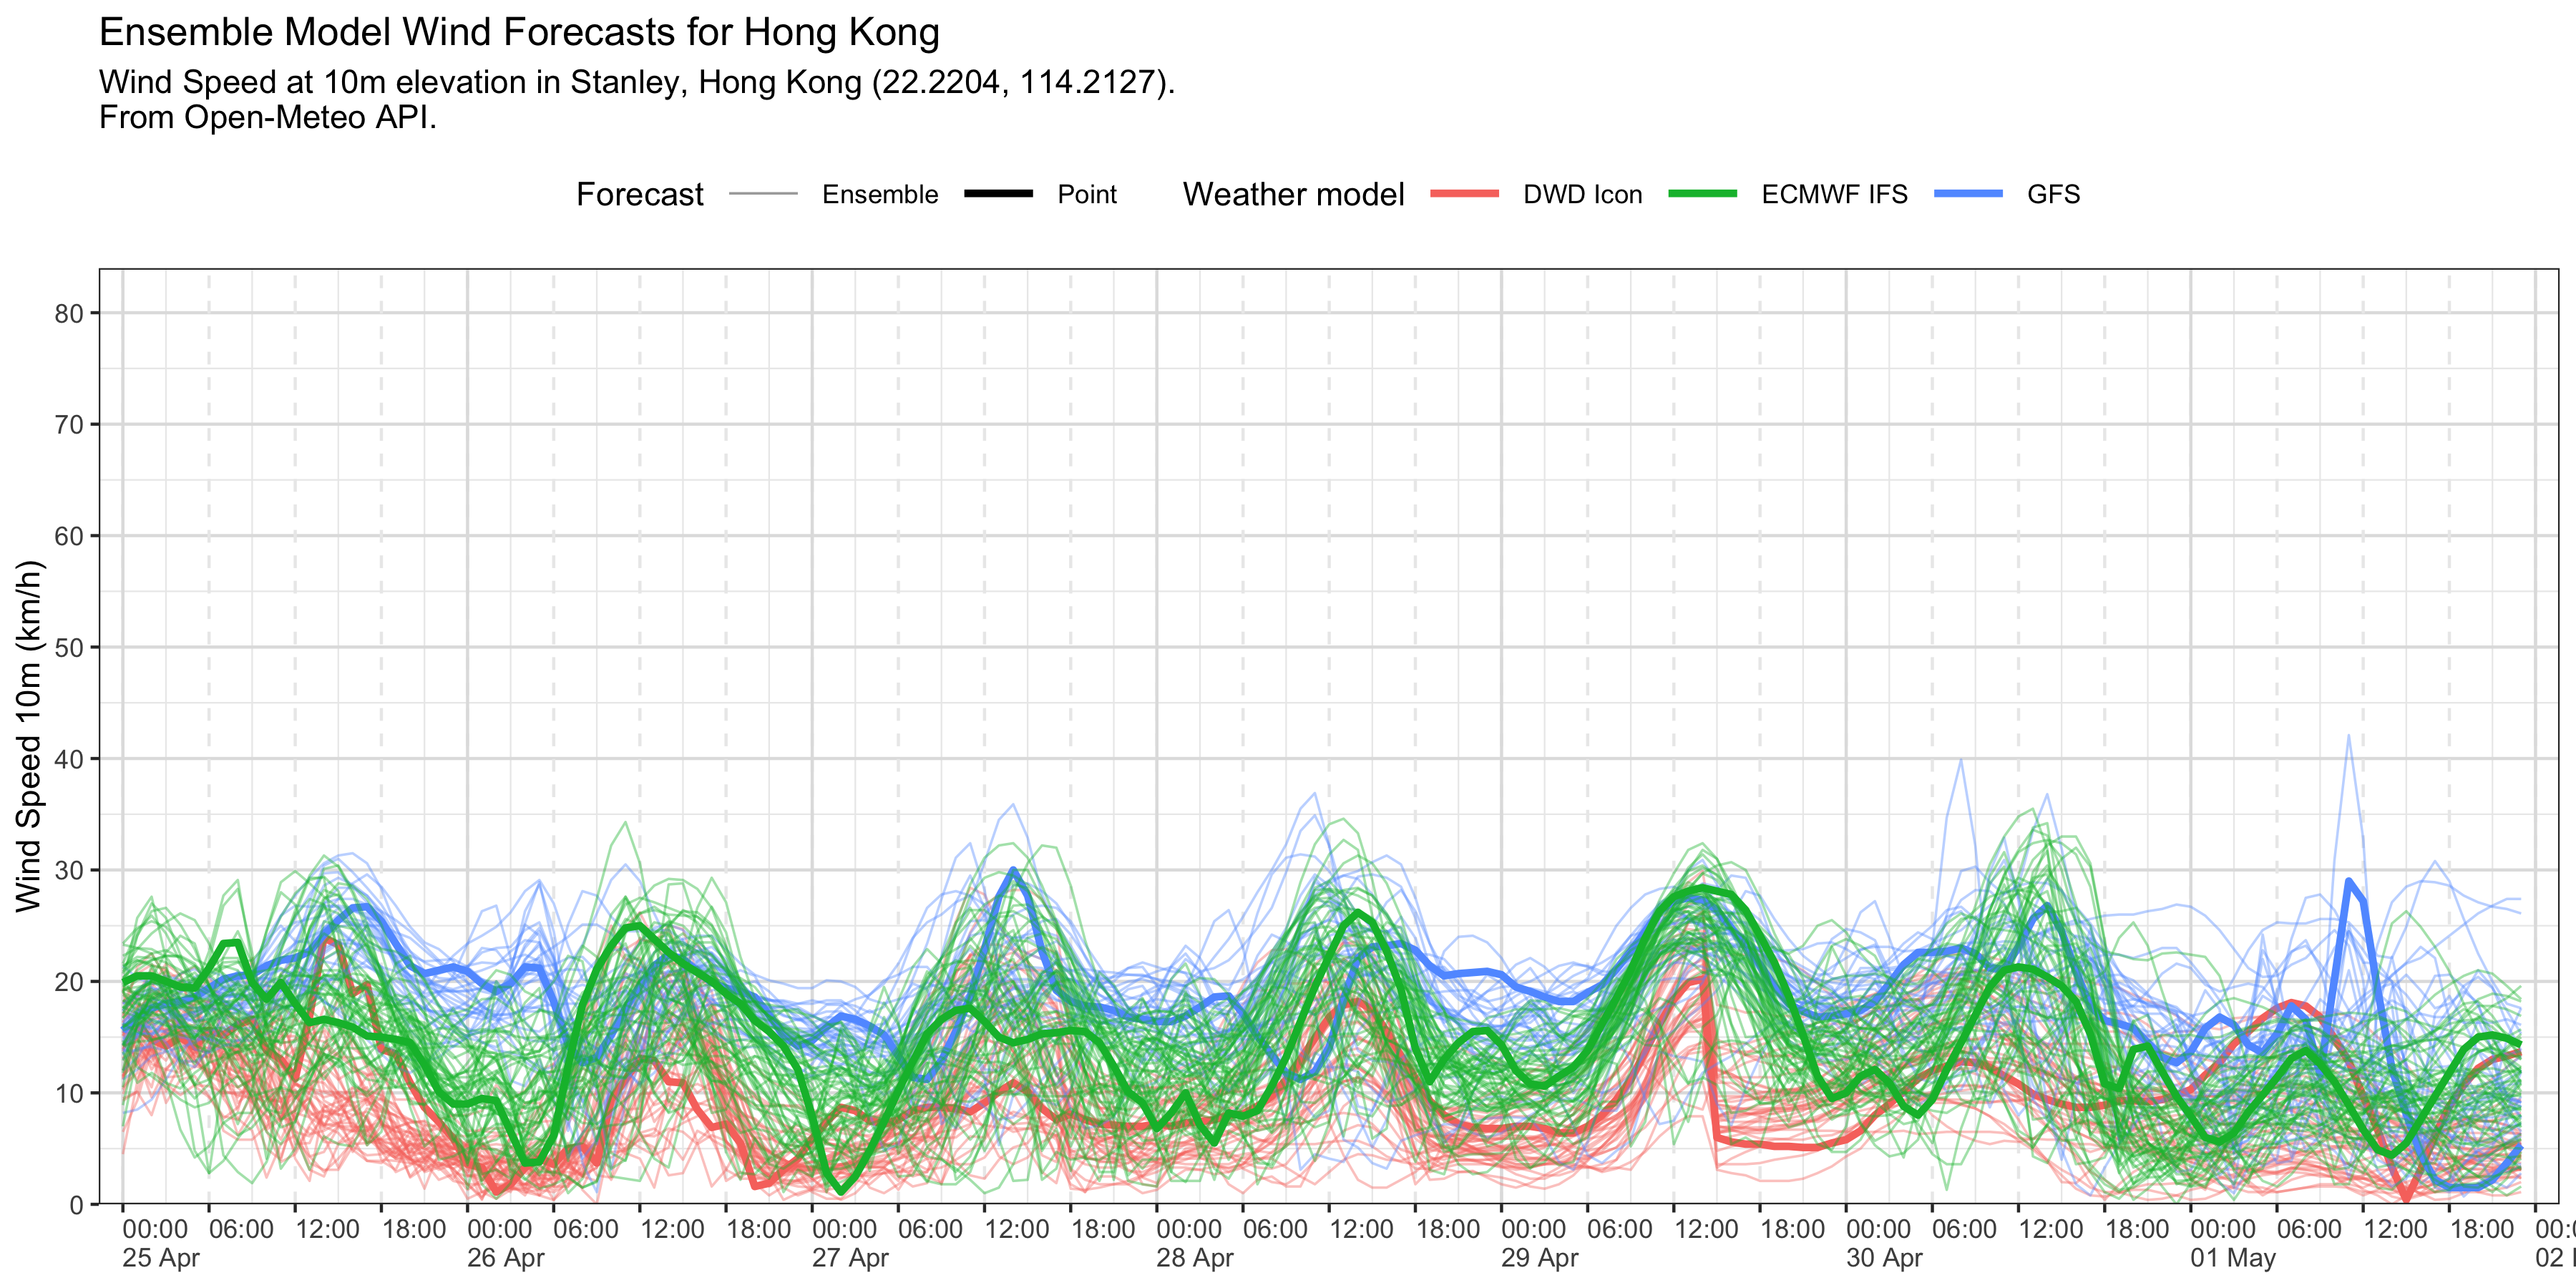 Ensemble Model Wind Forecasts for Hong Kong
Wind Speed at 10m elevation in Stanley, Hong Kong (22.2204, 114.2127).
From Open-Meteo API.
Forecast Ensemble Point Weather model DWD Icon ECMWF IFS GFS
Wind Speed 10m (km/h)
80
70
60
50
40
30
20
10
0
00:00 06:00 12:00 18:00 00:00 06:00 12:00 18:00 00:00 06:00 12:00 18:00 00:00 06:00 12:00 18:00 00:00 06:00 12:00 18:00 00:00 06:00 12:00 18:00 00:00 06:00 12:00 18:00
25 Apr 26 Apr 27 Apr 28 Apr 29 Apr 30 Apr 01 May 02